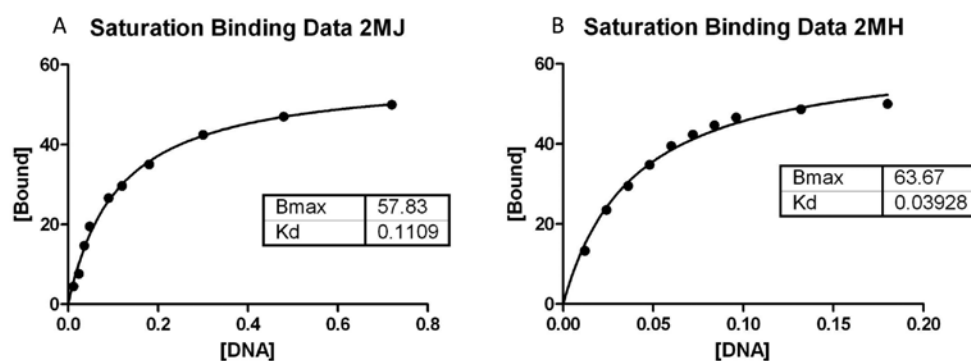 A Saturation Binding Data 2MJ
60
40
20
0
[Bound]
0.0 0.2 0.4 0.6 0.8
[DNA]
Bmax 57.83
Kd 0.1109
B Saturation Binding Data 2MH
60
40
20
0
[Bound]
0.00 0.05 0.10 0.15 0.20
[DNA]
Bmax 63.67
Kd 0.03928